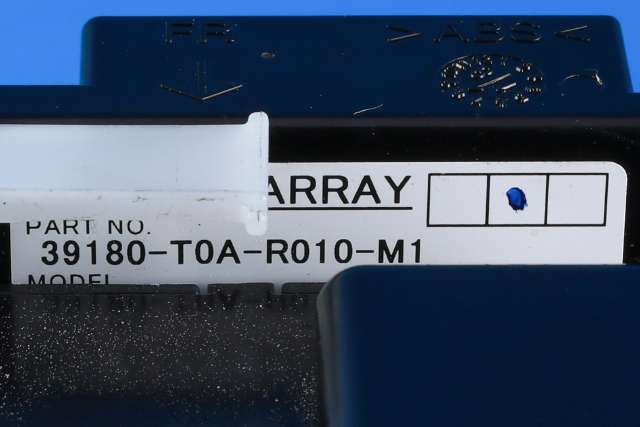 FR
>ABS<
ARRAY
PART NO.
39180-T0A-R010-M1
MODEL